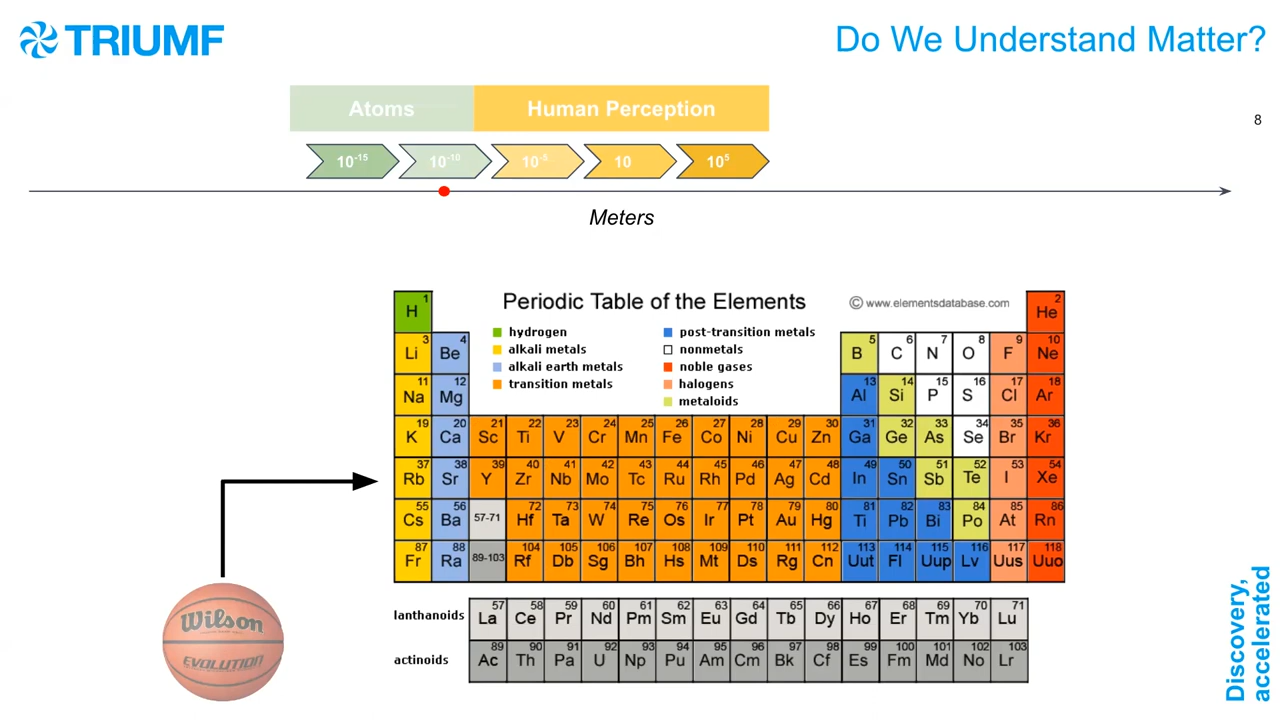 TRIUMF
Do We Understand Matter?
Atoms
Human Perception
8
10⁻¹⁵
10⁻¹⁰
10⁻⁵
10
10⁵
Meters
Periodic Table of the Elements
© www.elementsdatabase.com
hydrogen
alkali metals
alkali earth metals
transition metals
post-transition metals
nonmetals
noble gases
halogens
metaloids
1 H 2 He
3 Li 4 Be 5 B 6 C 7 N 8 O 9 F 10 Ne
11 Na 12 Mg 13 Al 14 Si 15 P 16 S 17 Cl 18 Ar
19 K 20 Ca 21 Sc 22 Ti 23 V 24 Cr 25 Mn 26 Fe 27 Co 28 Ni 29 Cu 30 Zn 31 Ga 32 Ge 33 As 34 Se 35 Br 36 Kr
37 Rb 38 Sr 39 Y 40 Zr 41 Nb 42 Mo 43 Tc 44 Ru 45 Rh 46 Pd 47 Ag 48 Cd 49 In 50 Sn 51 Sb 52 Te 53 I 54 Xe
55 Cs 56 Ba 57-71 72 Hf 73 Ta 74 W 75 Re 76 Os 77 Ir 78 Pt 79 Au 80 Hg 81 Ti 82 Pb 83 Bi 84 Po 85 At 86 Rn
87 Fr 88 Ra 89-103 104 Rf 105 Db 106 Sg 107 Bh 108 Hs 109 Mt 110 Ds 111 Rg 112 Cn 113 Uut 114 Fl 115 Uup 116 Lv 117 Uus 118 Uuo
lanthanoids 57 La 58 Ce 59 Pr 60 Nd 61 Pm 62 Sm 63 Eu 64 Gd 65 Tb 66 Dy 67 Ho 68 Er 69 Tm 70 Yb 71 Lu
actinoids 89 Ac 90 Th 91 Pa 92 U 93 Np 94 Pu 95 Am 96 Cm 97 Bk 98 Cf 99 Es 100 Fm 101 Md 102 No 103 Lr
Wilson
EVOLUTION
Discovery,
accelerated